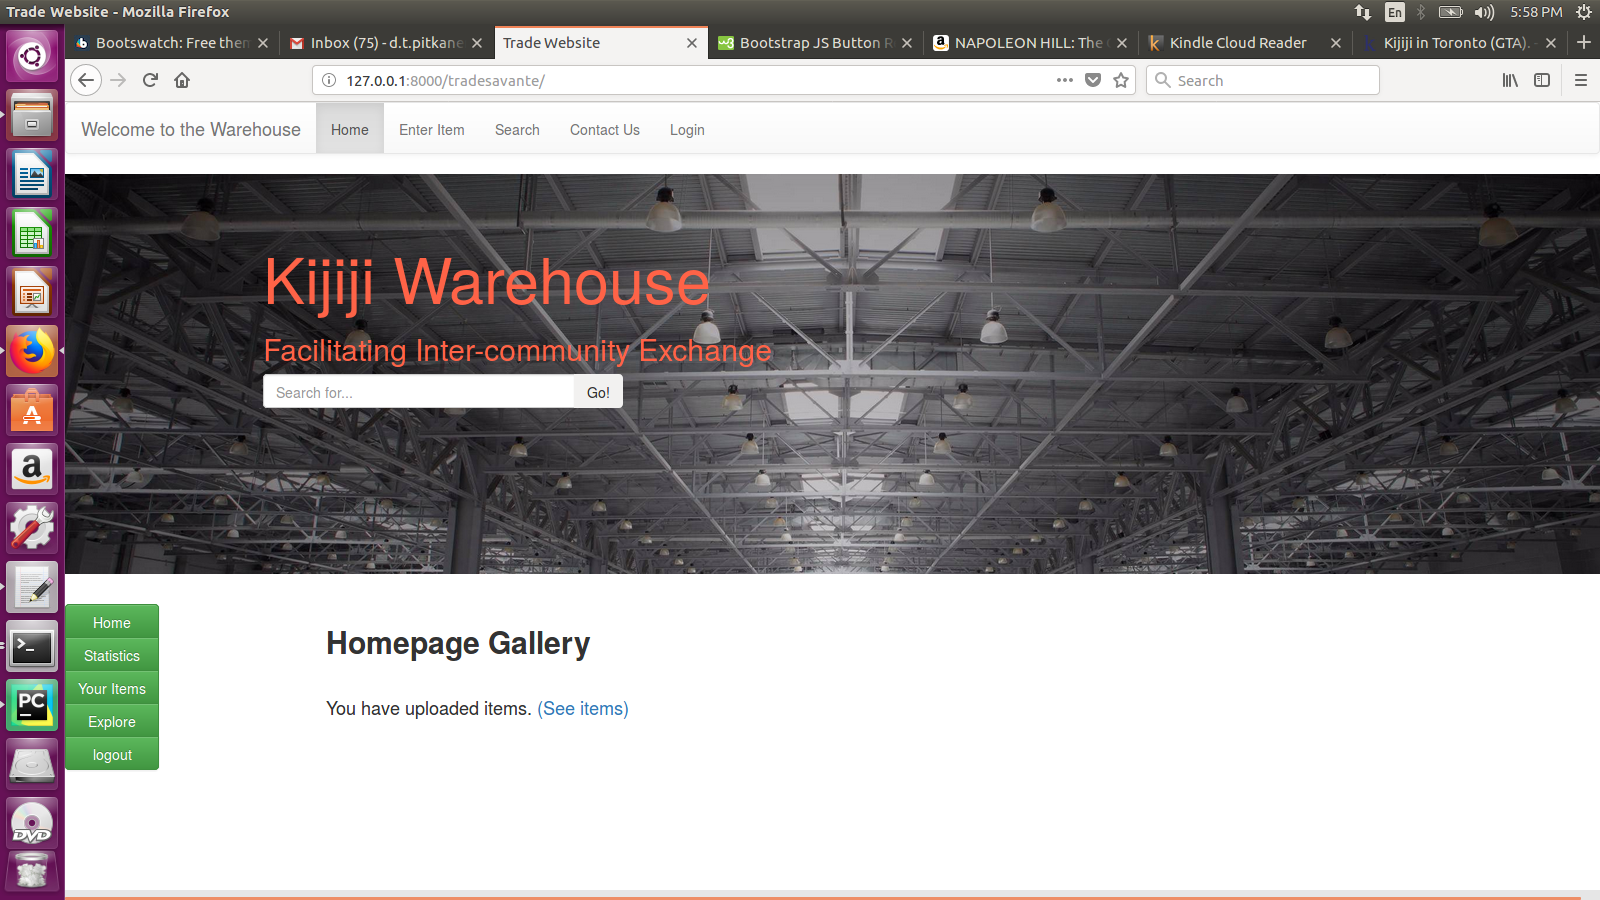 Trade Website - Mozilla Firefox
En
5:58 PM
Bootswatch: Free them
Inbox (75) - d.t.pitkane
Trade Website
Bootstrap JS Button R
NAPOLEON HILL: The
Kindle Cloud Reader
Kijiji in Toronto (GTA).
127.0.0.1:8000/tradesavante/
Search
Welcome to the Warehouse
Home
Enter Item
Search
Contact Us
Login
Kijiji Warehouse
Facilitating Inter-community Exchange
Search for...
Go!
Home
Statistics
Your Items
Explore
logout
Homepage Gallery
You have uploaded items. (See items)
PC
DVD